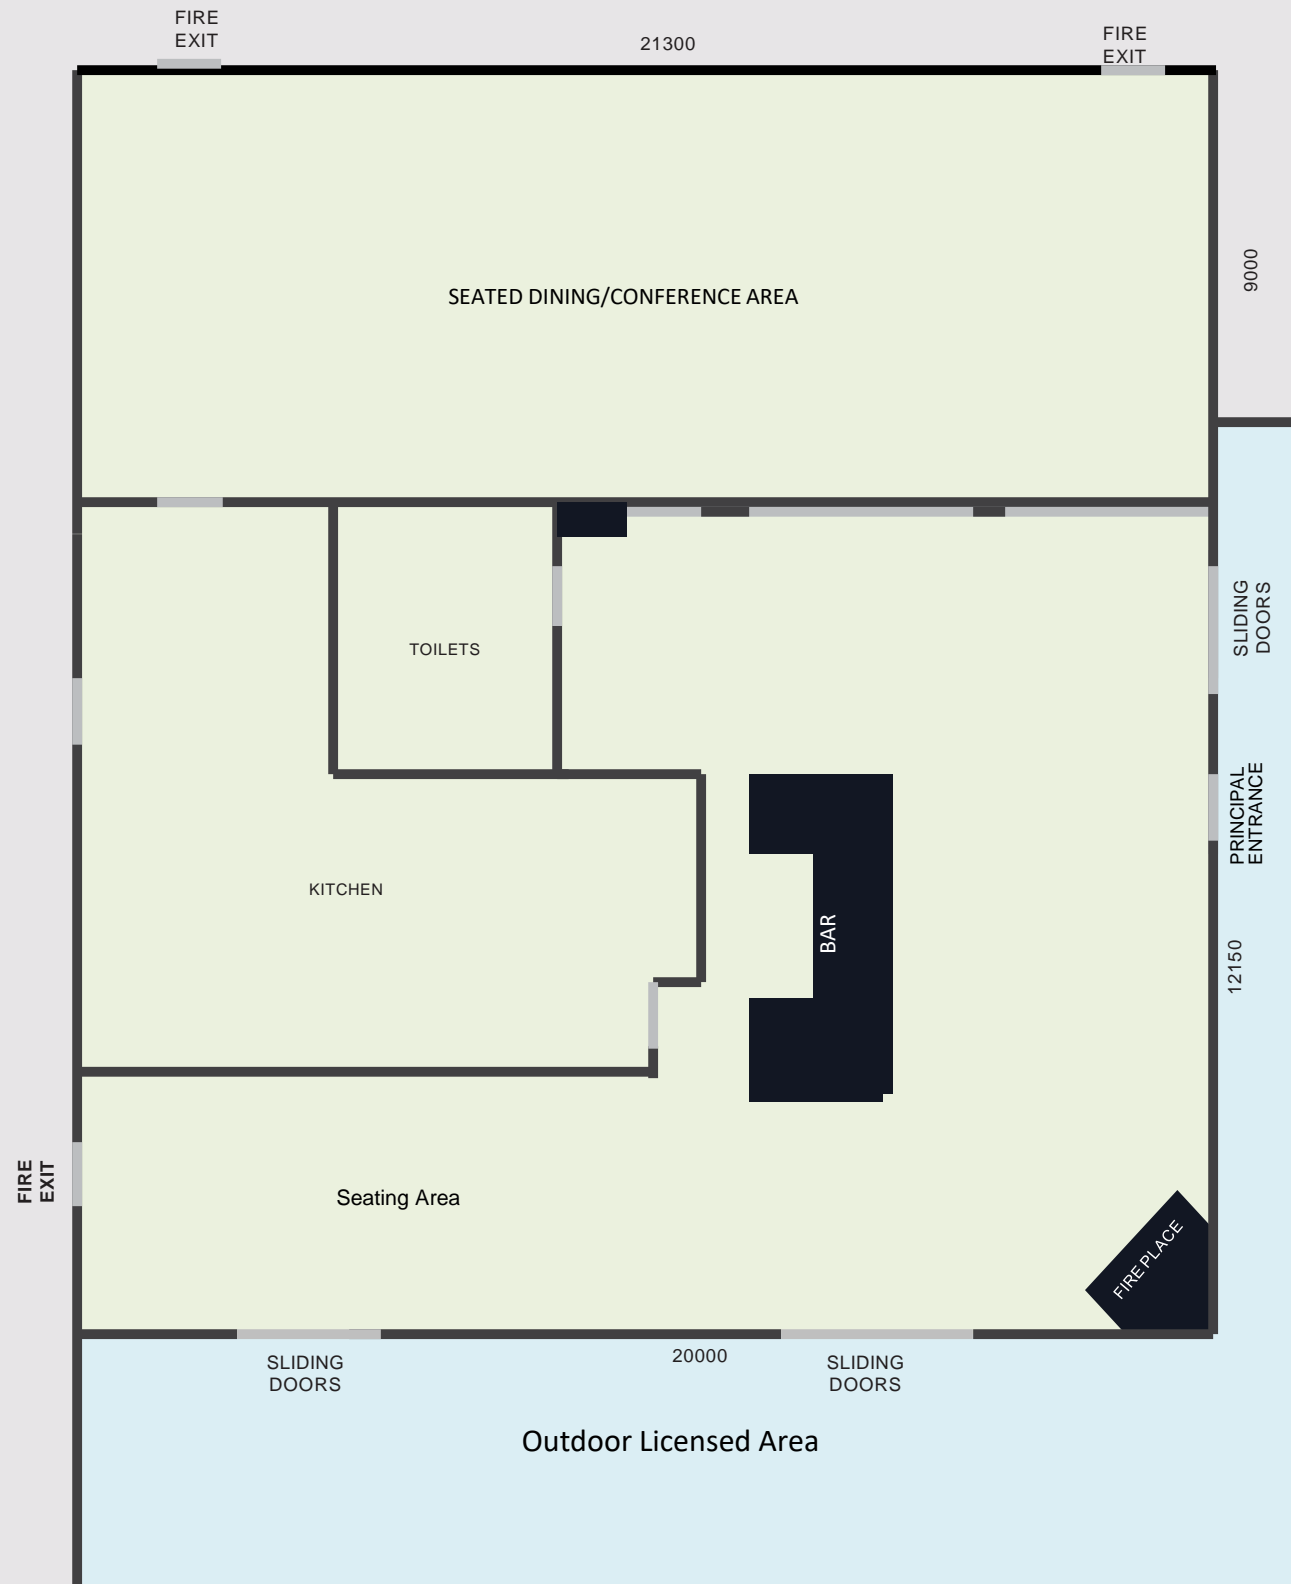 FIRE
EXIT
21300
FIRE
EXIT
9000
SEATED DINING/CONFERENCE AREA
SLIDING
DOORS
TOILETS
PRINCIPAL
ENTRANCE
KITCHEN
BAR
12150
FIRE
EXIT
Seating Area
FIRE PLACE
SLIDING
DOORS
20000
SLIDING
DOORS
Outdoor Licensed Area